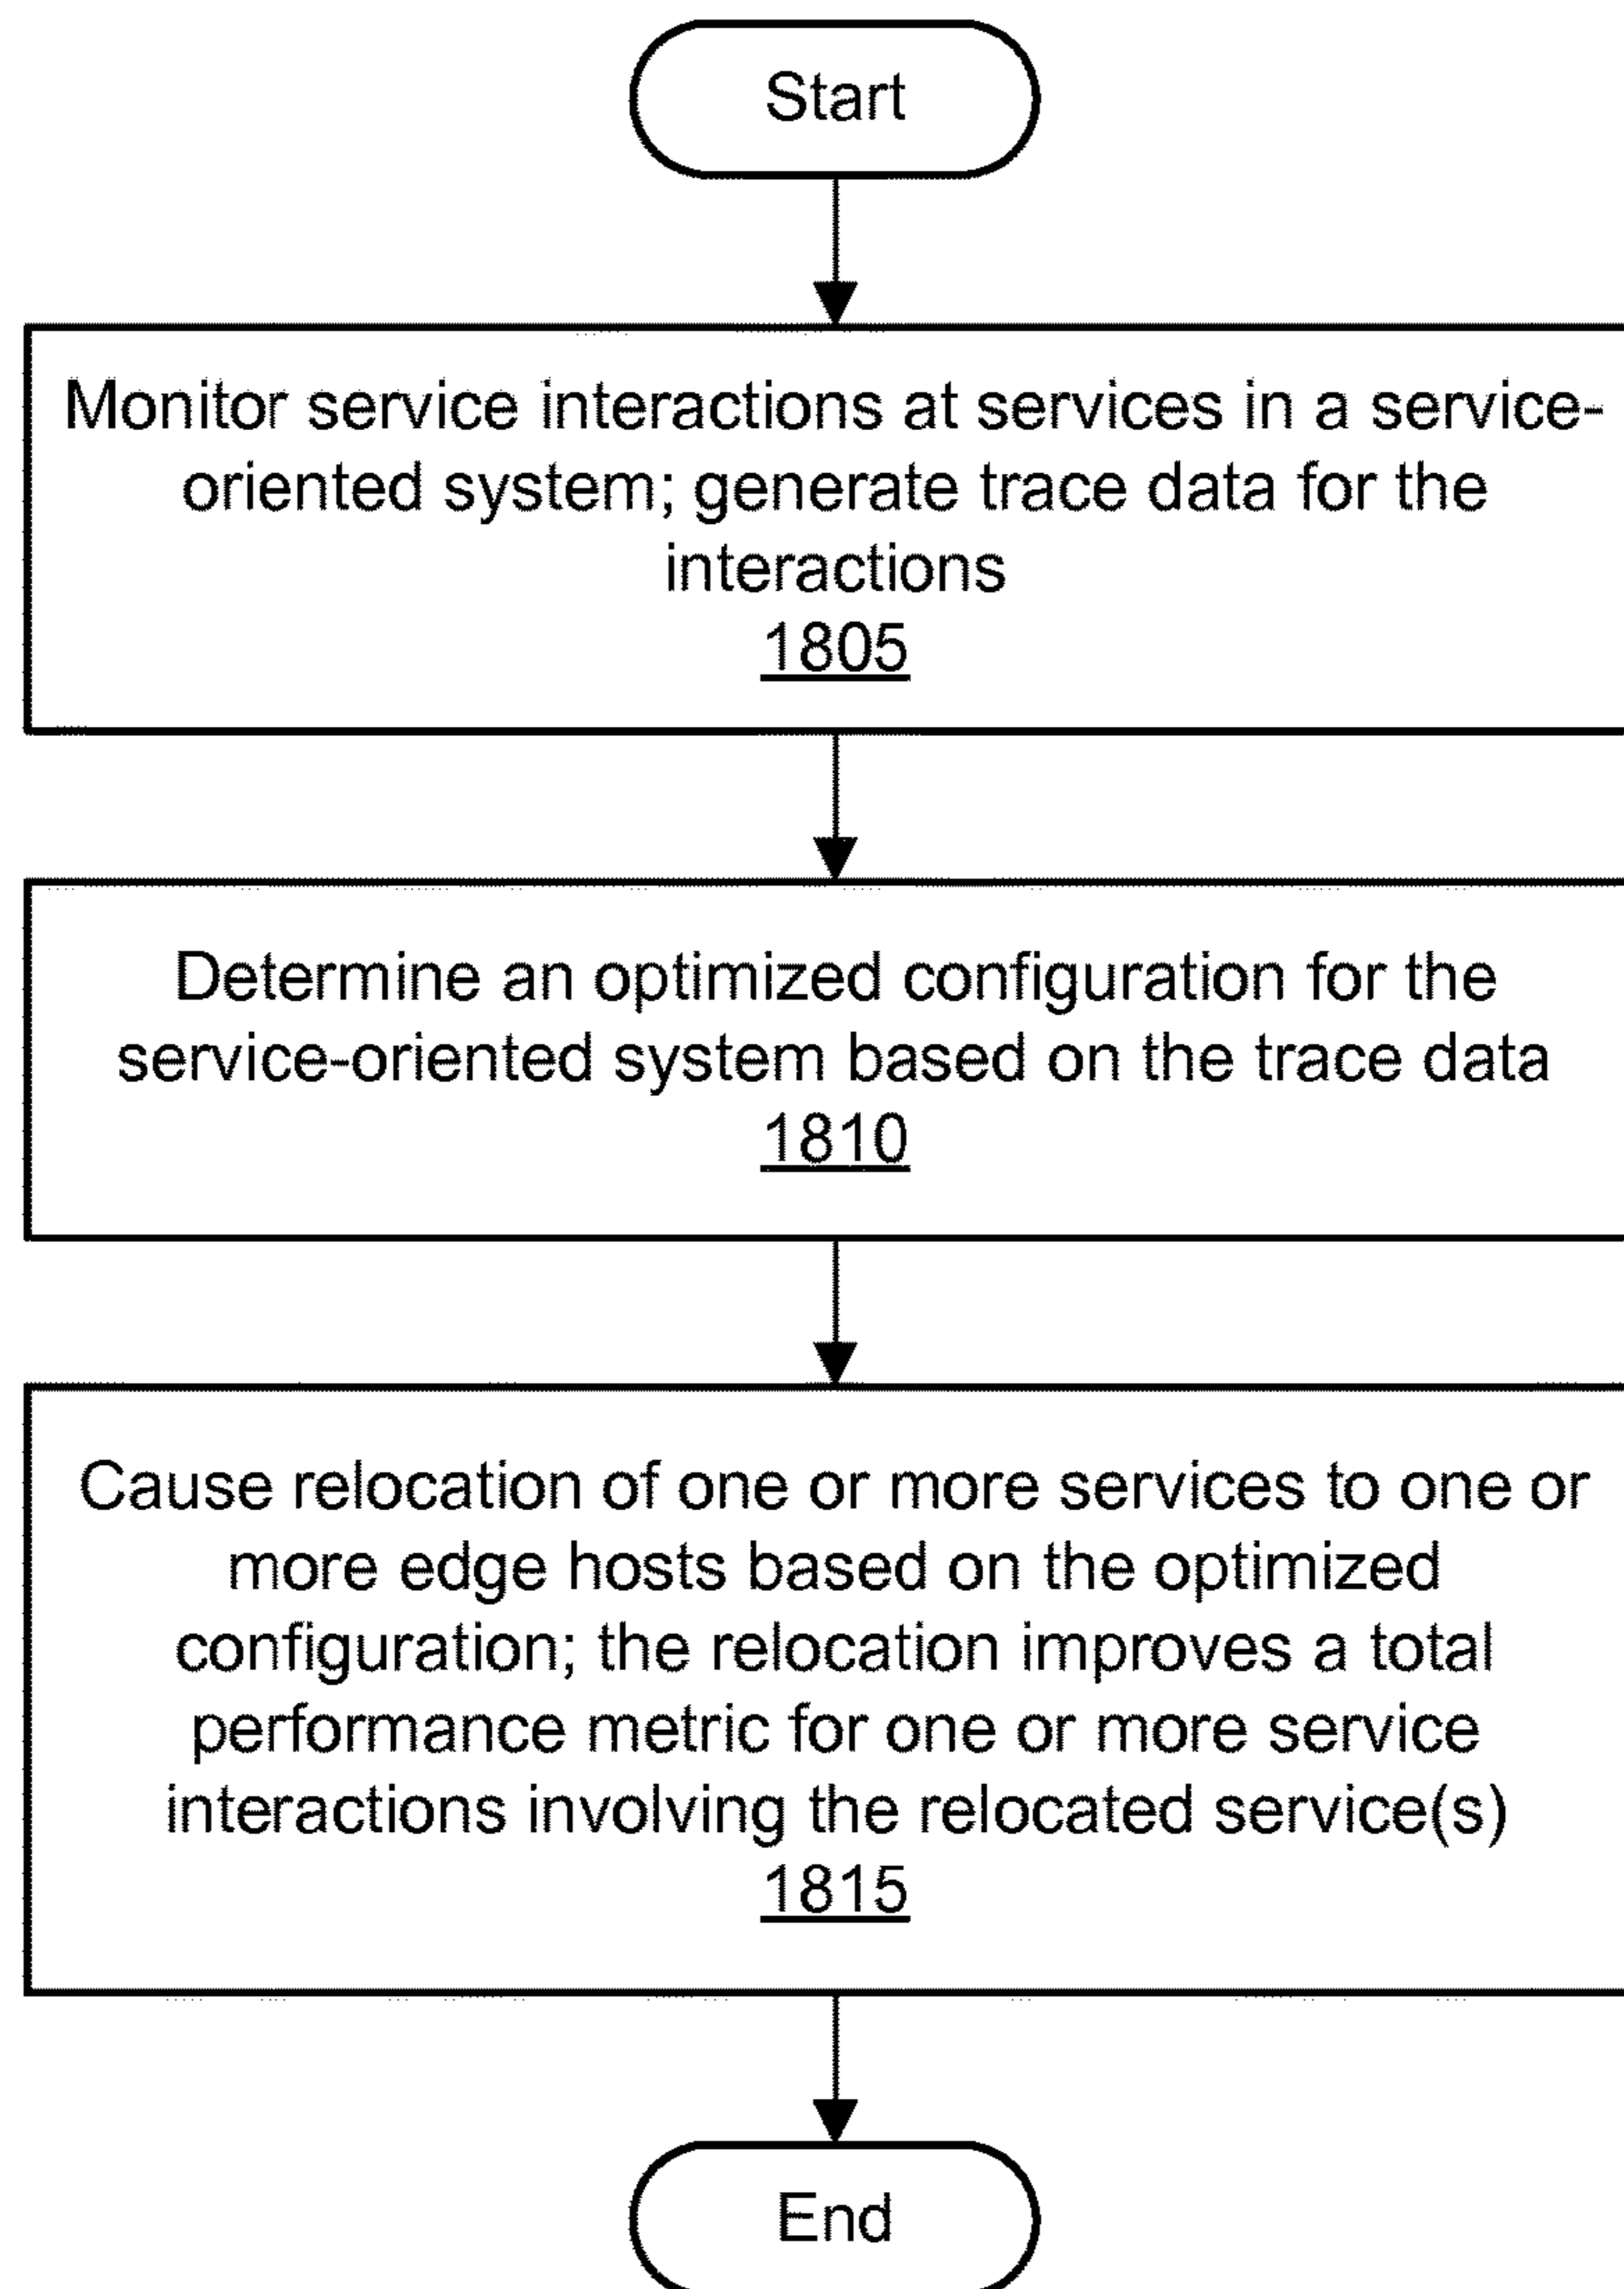 Start
Monitor service interactions at services in a service-
oriented system; generate trace data for the
interactions
1805
Determine an optimized configuration for the
service-oriented system based on the trace data
1810
Cause relocation of one or more services to one or
more edge hosts based on the optimized
configuration; the relocation improves a total
performance metric for one or more service
interactions involving the relocated service(s)
1815
End